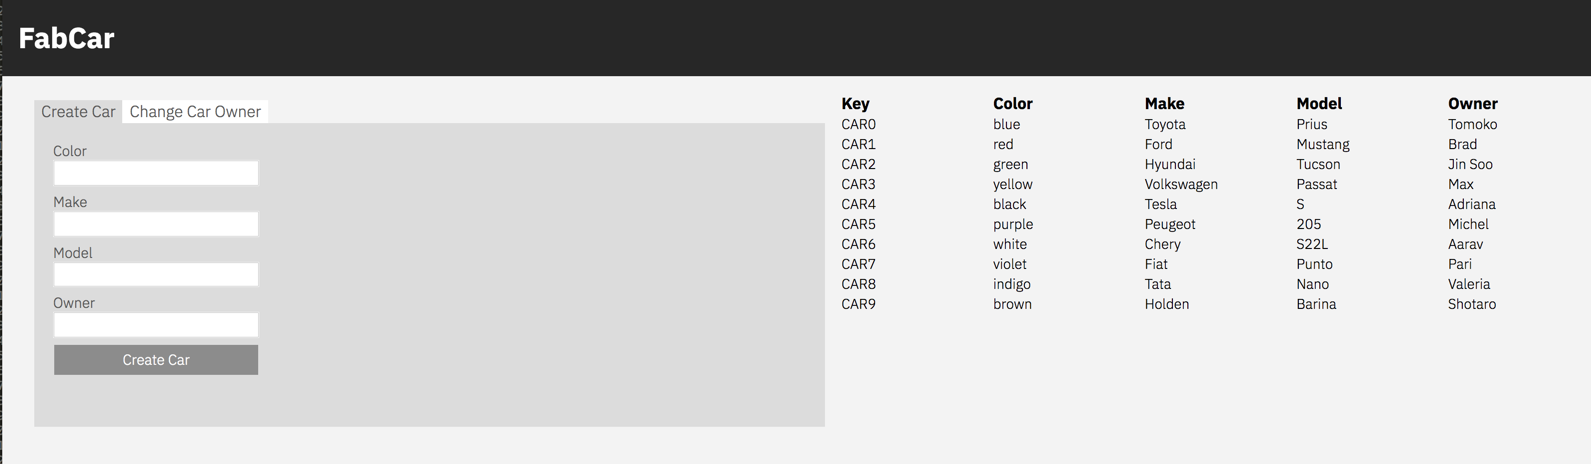 FabCar
Create Car Change Car Owner
Color
Make
Model
Owner
Create Car
Key Color Make Model Owner
CAR0 blue Toyota Prius Tomoko
CAR1 red Ford Mustang Brad
CAR2 green Hyundai Tucson Jin Soo
CAR3 yellow Volkswagen Passat Max
CAR4 black Tesla S Adriana
CAR5 purple Peugeot 205 Michel
CAR6 white Chery S22L Aarav
CAR7 violet Fiat Punto Pari
CAR8 indigo Tata Nano Valeria
CAR9 brown Holden Barina Shotaro